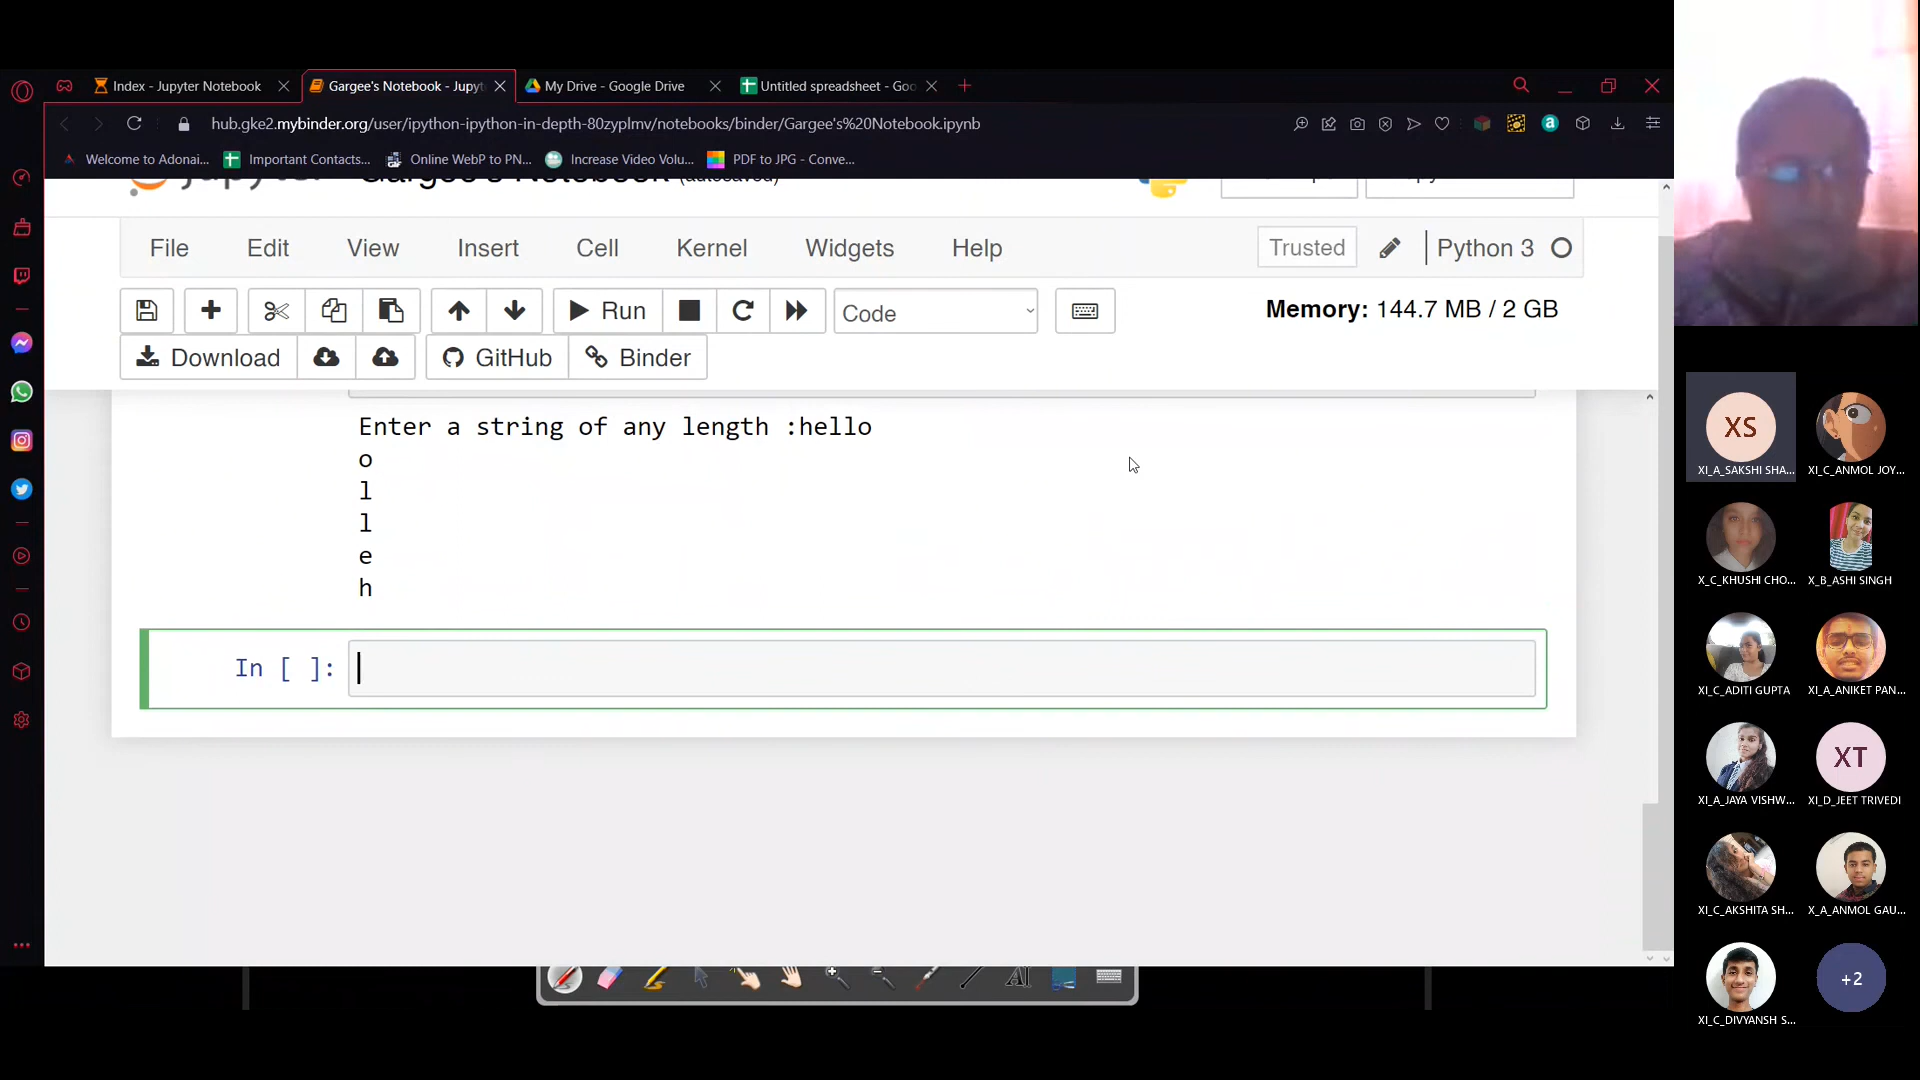 Index - Jupyter Notebook
Gargee's Notebook - Jupyt
My Drive - Google Drive
Untitled spreadsheet - Goo
hub.gke2.mybinder.org/user/ipython-ipython-in-depth-80zyplmv/notebooks/binder/Gargee's%20Notebook.ipynb
Welcome to Adonai...
Important Contacts...
Online WebP to PN...
Increase Video Volu...
PDF to JPG - Conve...
jupyter Gargee's Notebook (autosaved)
File Edit View Insert Cell Kernel Widgets Help
Trusted
Python 3
Run
Code
Memory: 144.7 MB / 2 GB
Download
GitHub
Binder
Enter a string of any length :hello
o
l
l
e
h
In [ ]:
XS
XI_A_SAKSHI SHA...
XI_C_ANMOL JOY...
X_C_KHUSHI CHO...
X_B_ASHI SINGH
XI_C_ADITI GUPTA
XI_A_ANIKET PAN...
XI_A_JAYA VISHW...
XT
XI_D_JEET TRIVEDI
XI_C_AKSHITA SH...
X_A_ANMOL GAU...
XI_C_DIVYANSH S...
+2